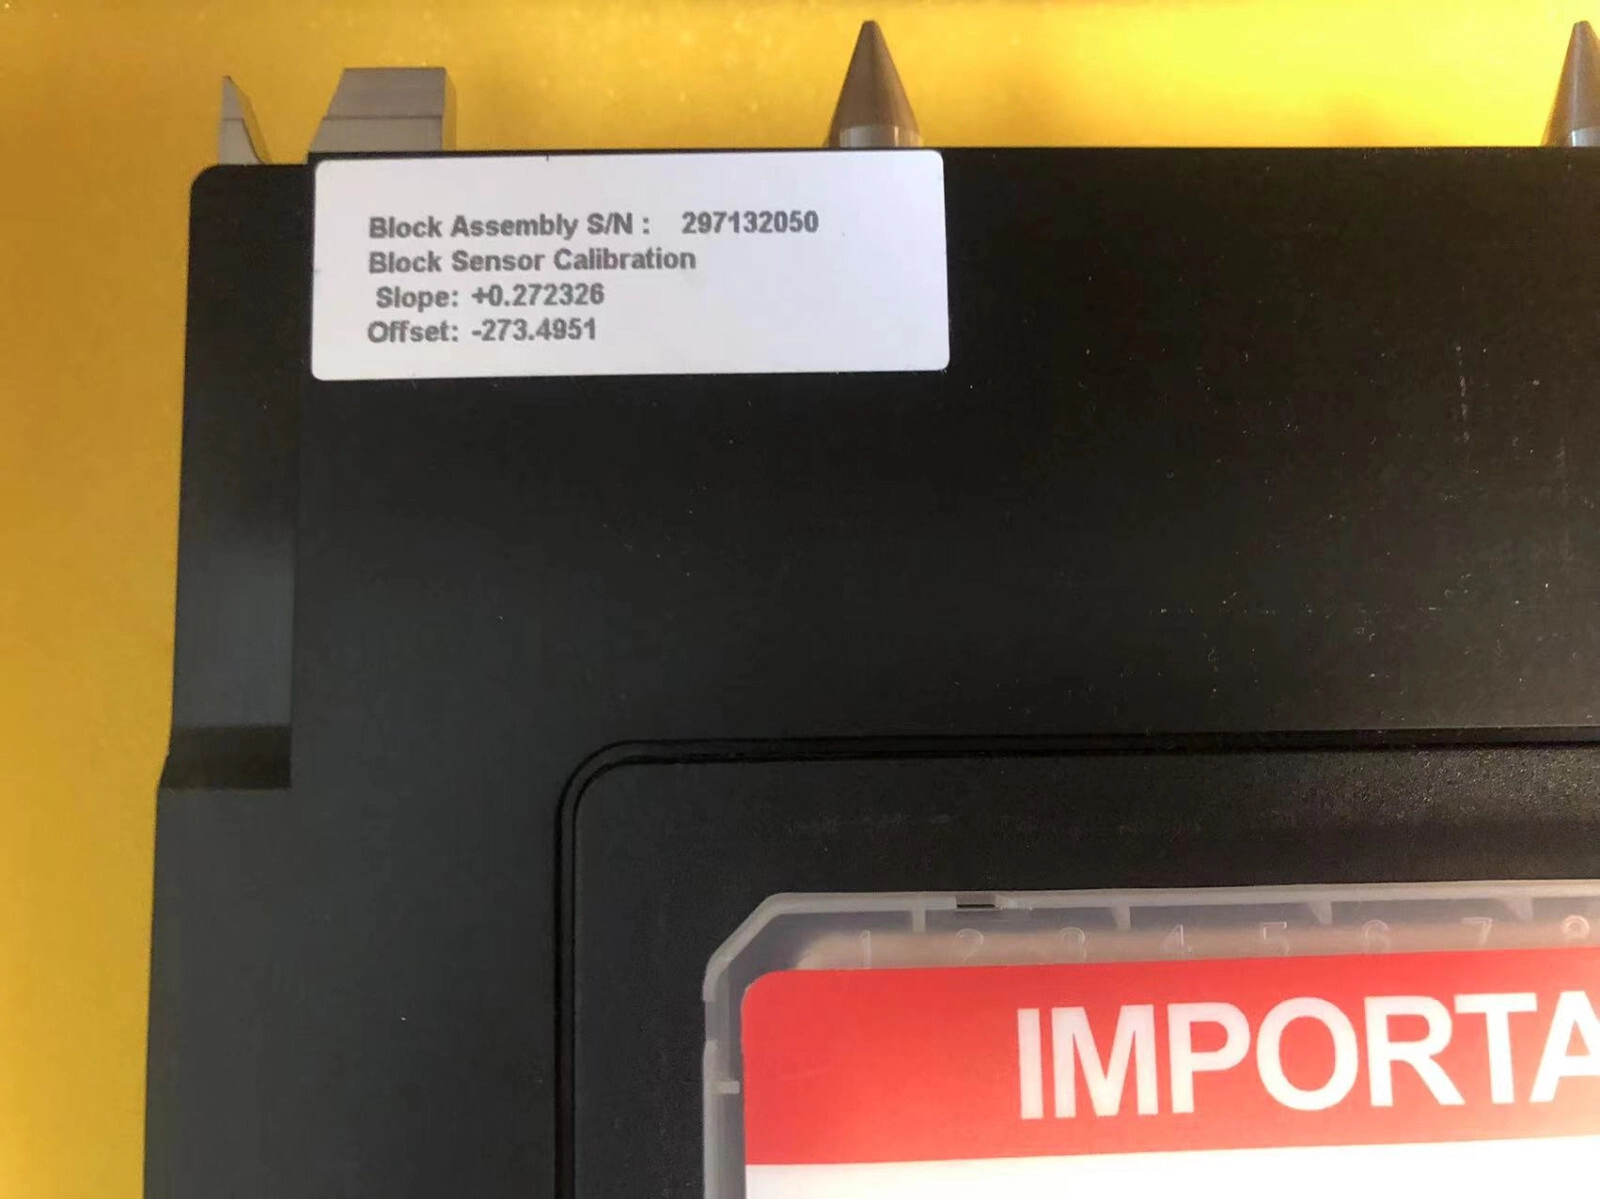 Block Assembly S/N : 297132050
Block Sensor Calibration
Slope: +0.272326
Offset: -273.4951
1 2 3 4 5 6 7 8
IMPORTA